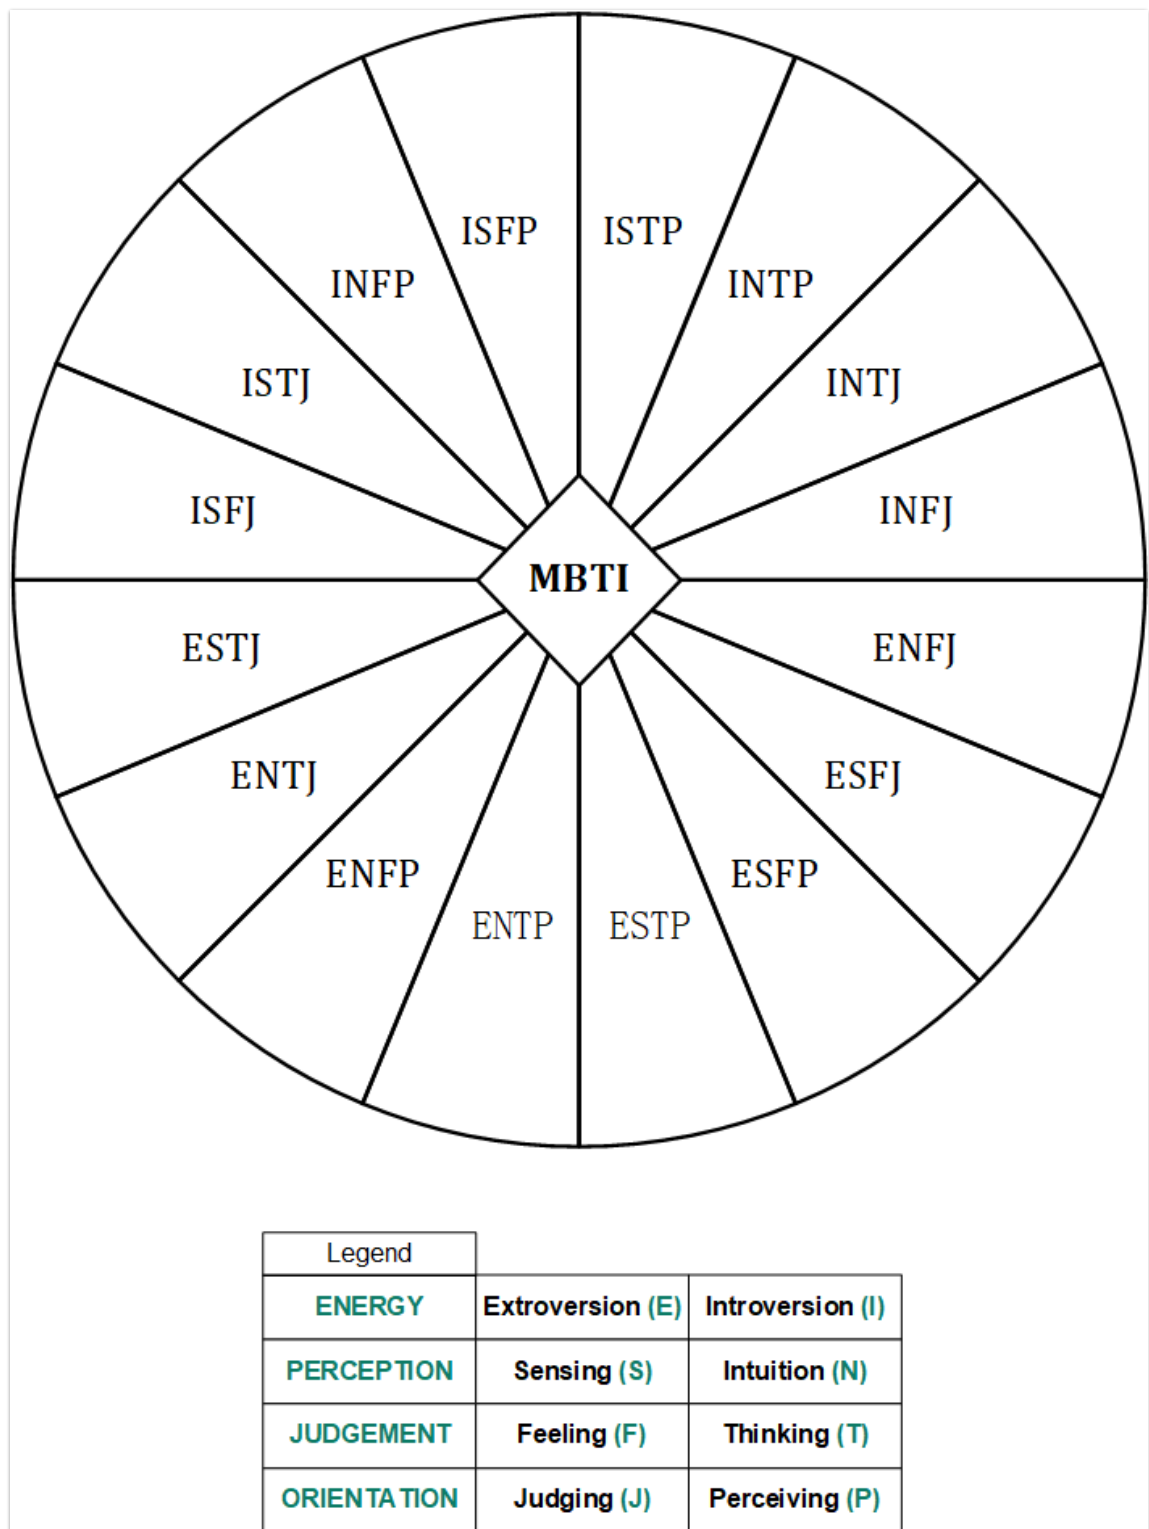 ISFP ISTP
INFP INTP
ISTJ INTJ
ISFJ INFJ
MBTI
ESTJ ENFJ
ENTJ ESFJ
ENFP ESFP
ENTP ESTP
Legend
ENERGY Extroversion (E) Introversion (I)
PERCEPTION Sensing (S) Intuition (N)
JUDGEMENT Feeling (F) Thinking (T)
ORIENTATION Judging (J) Perceiving (P)